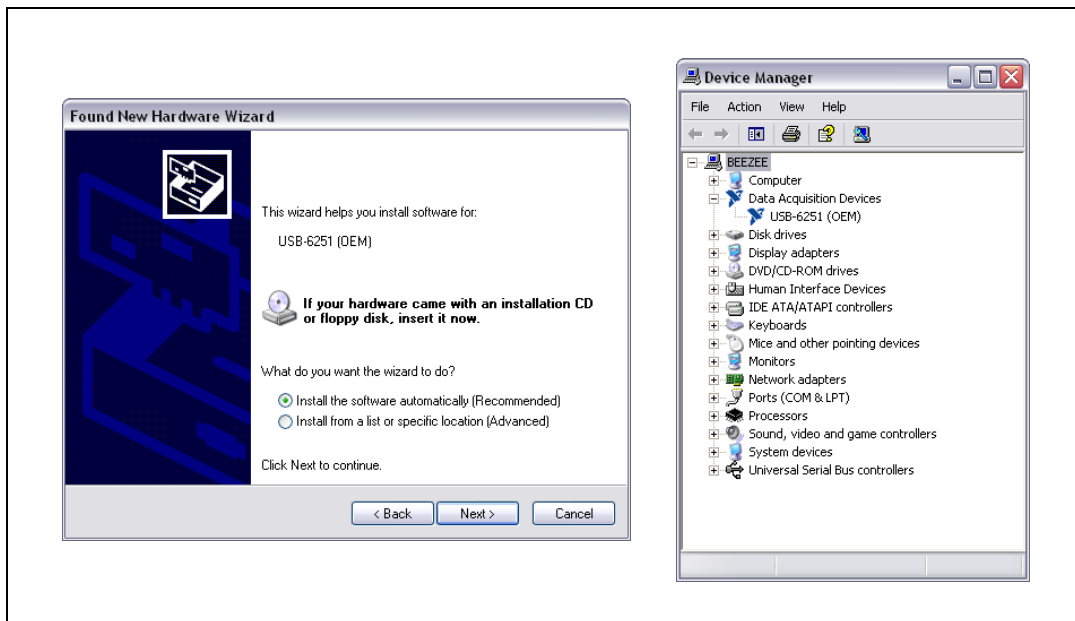 Found New Hardware Wizard
This wizard helps you install software for:
USB-6251 (OEM)
If your hardware came with an installation CD
or floppy disk, insert it now.
What do you want the wizard to do?
Install the software automatically (Recommended)
Install from a list or specific location (Advanced)
Click Next to continue.
< Back Next > Cancel
Device Manager
File Action View Help
BEEZEE
Computer
Data Acquisition Devices
USB-6251 (OEM)
Disk drives
Display adapters
DVD/CD-ROM drives
Human Interface Devices
IDE ATA/ATAPI controllers
Keyboards
Mice and other pointing devices
Monitors
Network adapters
Ports (COM & LPT)
Processors
Sound, video and game controllers
System devices
Universal Serial Bus controllers